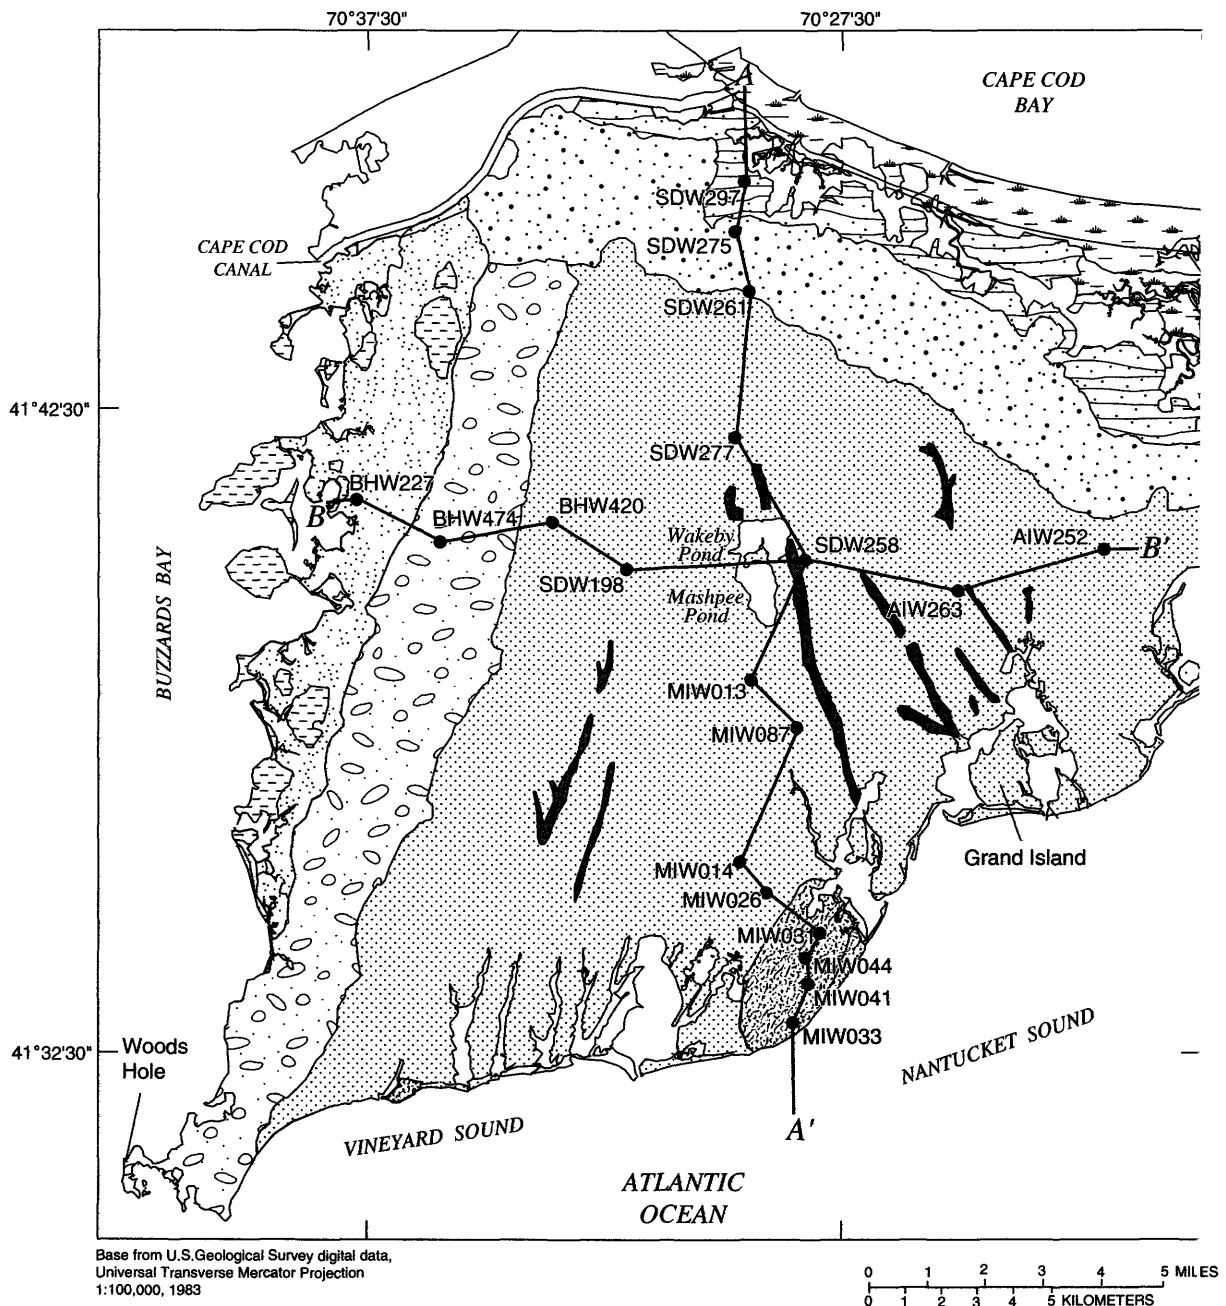 70°37'30"
70°27'30"
A
CAPE COD
BAY
SDW297
SDW275
CAPE COD
CANAL
SDW261
41°42'30"
SDW277
BHW227
B
BHW474
BHW420
Wakeby
Pond
SDW258
AIW252
B'
SDW198
Mashpee
Pond
AIW263
BUZZARDS BAY
MIW013
MIW087
Grand Island
MIW014
MIW026
MIW031
MIW044
MIW041
MIW033
41°32'30"
Woods
Hole
NANTUCKET SOUND
VINEYARD SOUND
A'
ATLANTIC
OCEAN
Base from U.S.Geological Survey digital data,
Universal Transverse Mercator Projection
1:100,000, 1983
0 1 2 3 4 5 MILES
0 1 2 3 4 5 KILOMETERS